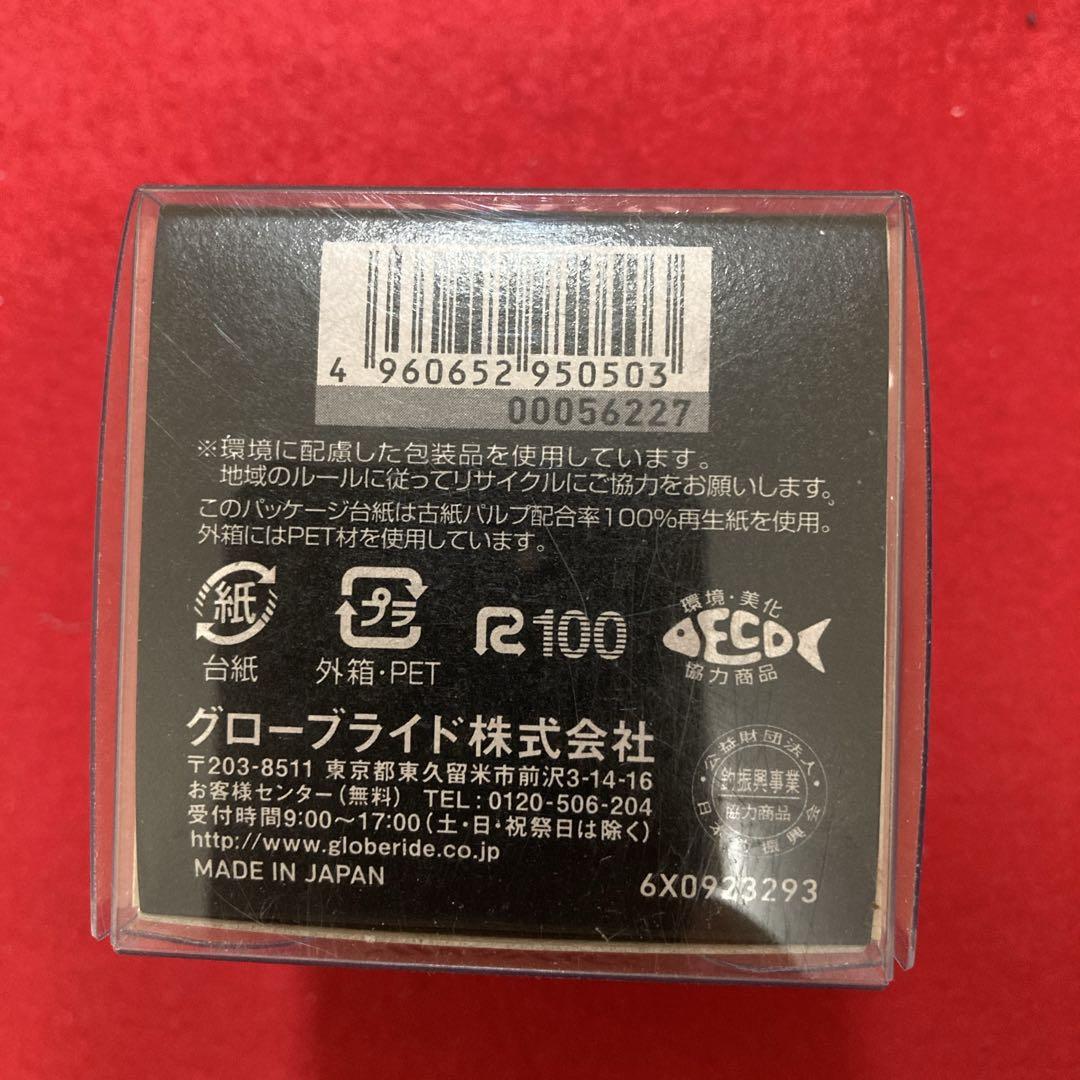 4 960652 950503
00056227
※環境に配慮した包装品を使用しています。
地域のルールに従ってリサイクルにご協力をお願いします。
このパッケージ台紙は古紙パルプ配合率100%再生紙を使用。
外箱にはPET材を使用しています。
紙
台紙
プラ
外箱・PET
R100
環境・美化
ECO
協力商品
グローブライド株式会社
〒203-8511 東京都東久留米市前沢3-14-16
お客様センター(無料) TEL:0120-506-204
受付時間9:00〜17:00(土・日・祝祭日は除く)
http://www.globeride.co.jp
MADE IN JAPAN
公益財団法人
釣振興事業
協力商品
6X0923293